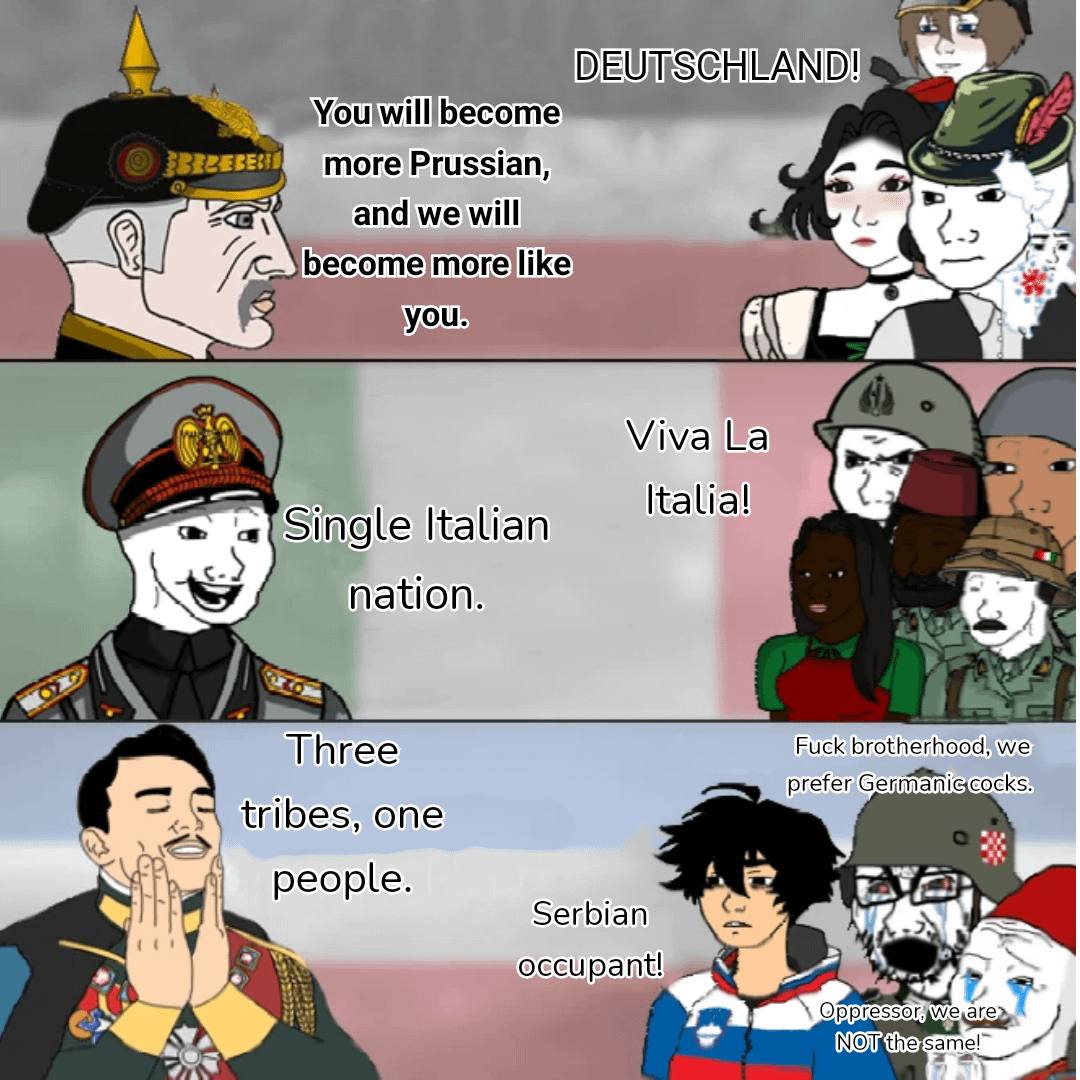 DEUTSCHLAND!
You will become
more Prussian,
and we will
become more like
you.
Viva La
Italia!
Single Italian
nation.
Three
tribes, one
people.
Fuck brotherhood, we
prefer Germanic cocks.
Serbian
occupant!
Oppressor, we are
NOT the same!